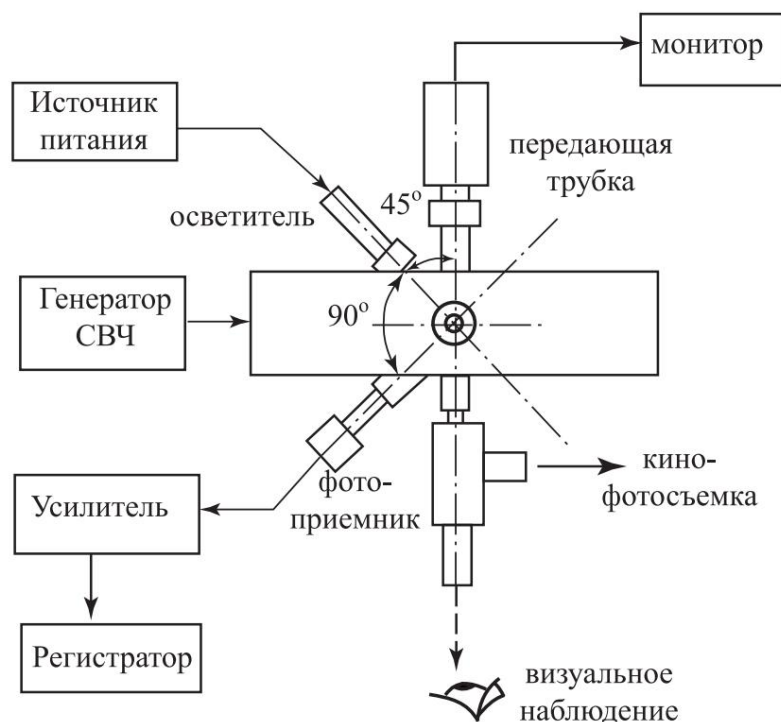 монитор
Источник
питания
передающая
трубка
45°
осветитель
Генератор
СВЧ
90°
кино-
фотосъемка
фото-
приемник
Усилитель
Регистратор
визуальное
наблюдение